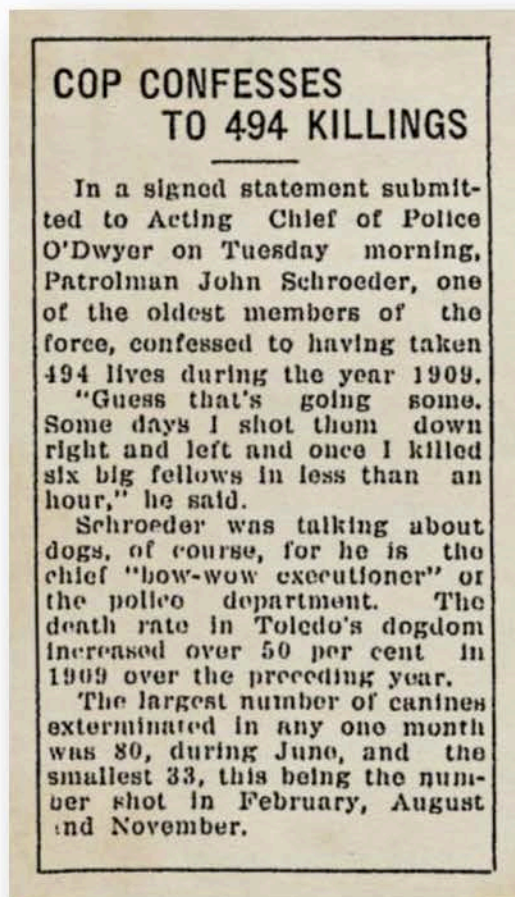 COP CONFESSES
TO 494 KILLINGS
In a signed statement submit-
ted to Acting Chief of Police
O'Dwyer on Tuesday morning,
Patrolman John Schroeder, one
of the oldest members of the
force, confessed to having taken
494 lives during the year 1909.
"Guess that's going some.
Some days I shot them down
right and left and once I killed
six big fellows in less than an
hour," he said.
Schroeder was talking about
dogs, of course, for he is the
chief "bow-wow executioner" of
the police department. The
death rate in Toledo's dogdom
increased over 50 per cent in
1909 over the preceding year.
The largest number of canines
exterminated in any one month
was 80, during June, and the
smallest 33, this being the num-
ber shot in February, August
and November.